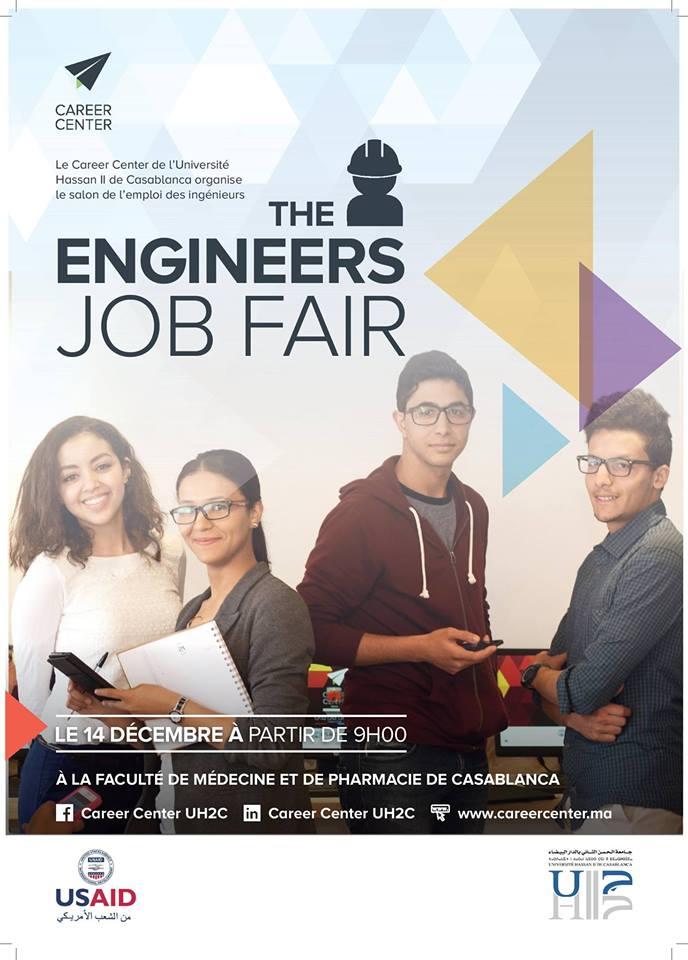 CAREER
CENTER
Le Career Center de l'Université
Hassan II de Casablanca organise
le salon de l'emploi des ingénieurs
THE
ENGINEERS
JOB FAIR
LE 14 DÉCEMBRE À PARTIR DE 9H00
À LA FACULTÉ DE MÉDECINE ET DE PHARMACIE DE CASABLANCA
Career Center UH2C
Career Center UH2C
www.careercenter.ma
USAID
USAID
من الشعب الأمريكي
جامعة الحسن الثاني بالدار البيضاء
UNIVERSITÉ HASSAN II DE CASABLANCA
UH2C